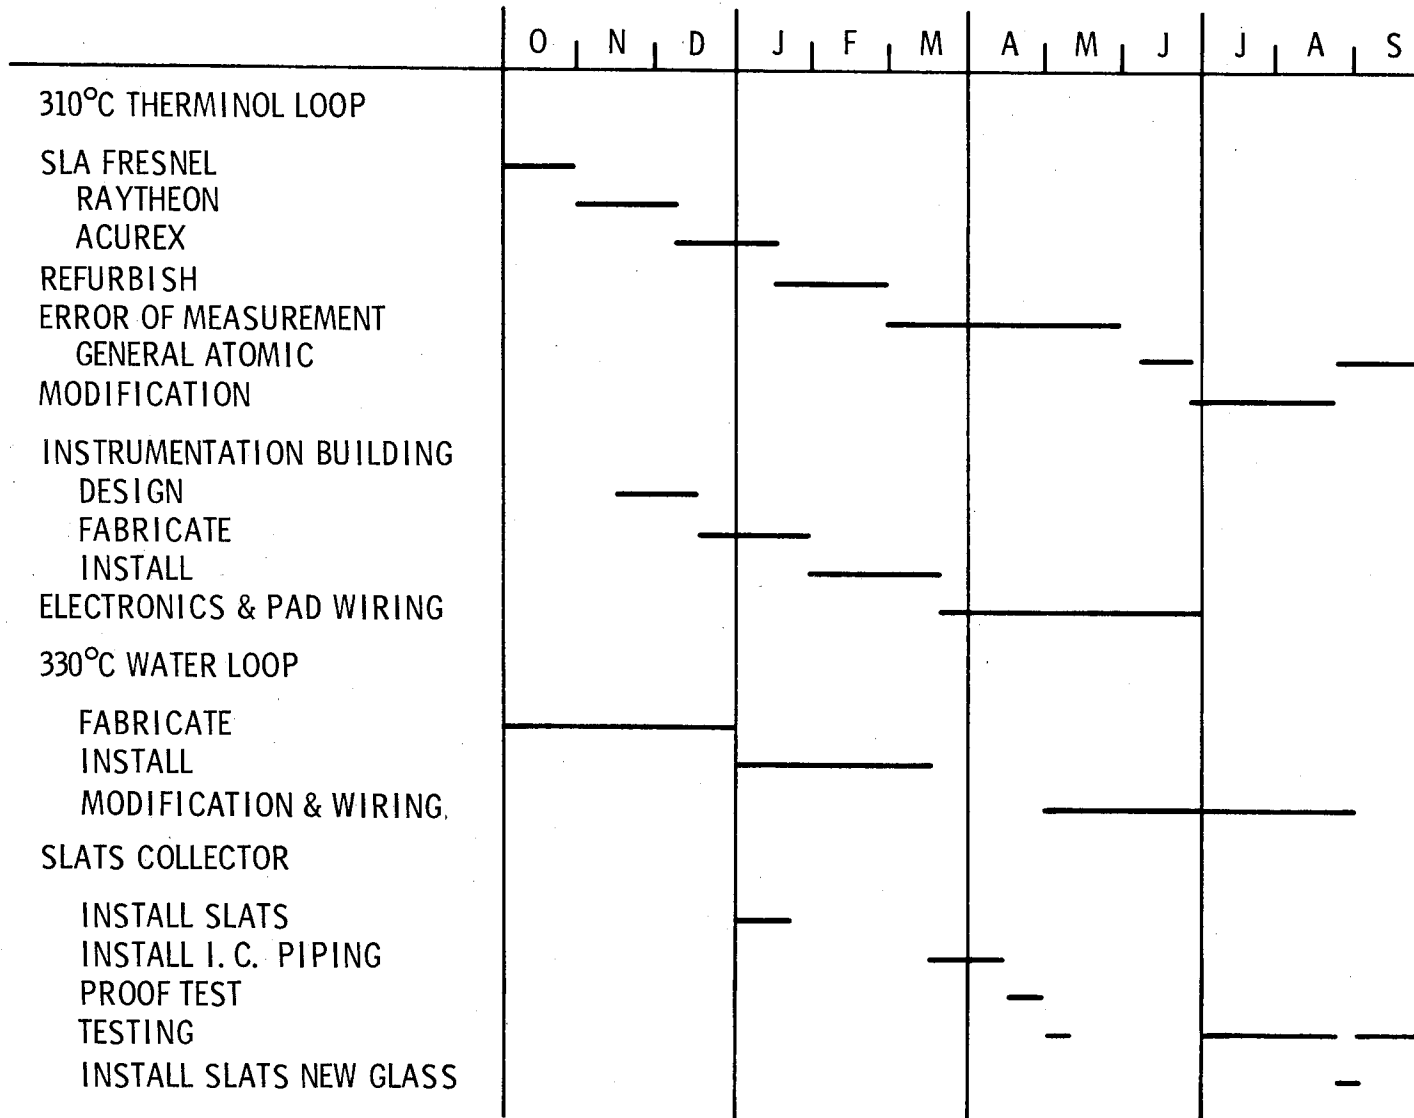 O N D J F M A M J J A S
310°C THERMINOL LOOP
SLA FRESNEL
RAYTHEON
ACUREX
REFURBISH
ERROR OF MEASUREMENT
GENERAL ATOMIC
MODIFICATION
INSTRUMENTATION BUILDING
DESIGN
FABRICATE
INSTALL
ELECTRONICS & PAD WIRING
330°C WATER LOOP
FABRICATE
INSTALL
MODIFICATION & WIRING
SLATS COLLECTOR
INSTALL SLATS
INSTALL I.C. PIPING
PROOF TEST
TESTING
INSTALL SLATS NEW GLASS